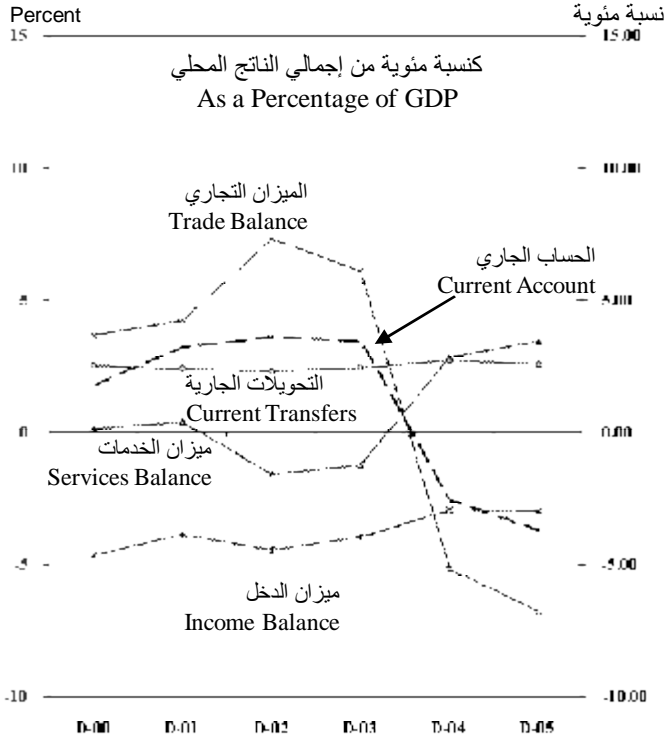 Percent نسبة مئوية
15 15.00
كنسبة مئوية من إجمالي الناتج المحلي
As a Percentage of GDP
10 10.00
الميزان التجاري
Trade Balance
الحساب الجاري
Current Account
5 5.00
التحويلات الجارية
Current Transfers
0 0.00
ميزان الخدمات
Services Balance
-5 -5.00
ميزان الدخل
Income Balance
-10 -10.00
D-00 D-01 D-02 D-03 D-04 D-05